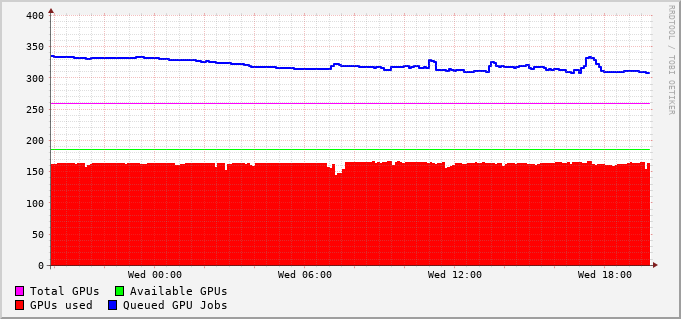 400
350
300
250
200
150
100
50
0
Wed 00:00 Wed 06:00 Wed 12:00 Wed 18:00
Total GPUs Available GPUs
GPUs used Queued GPU Jobs
RRDTOOL / TOBI OETIKER